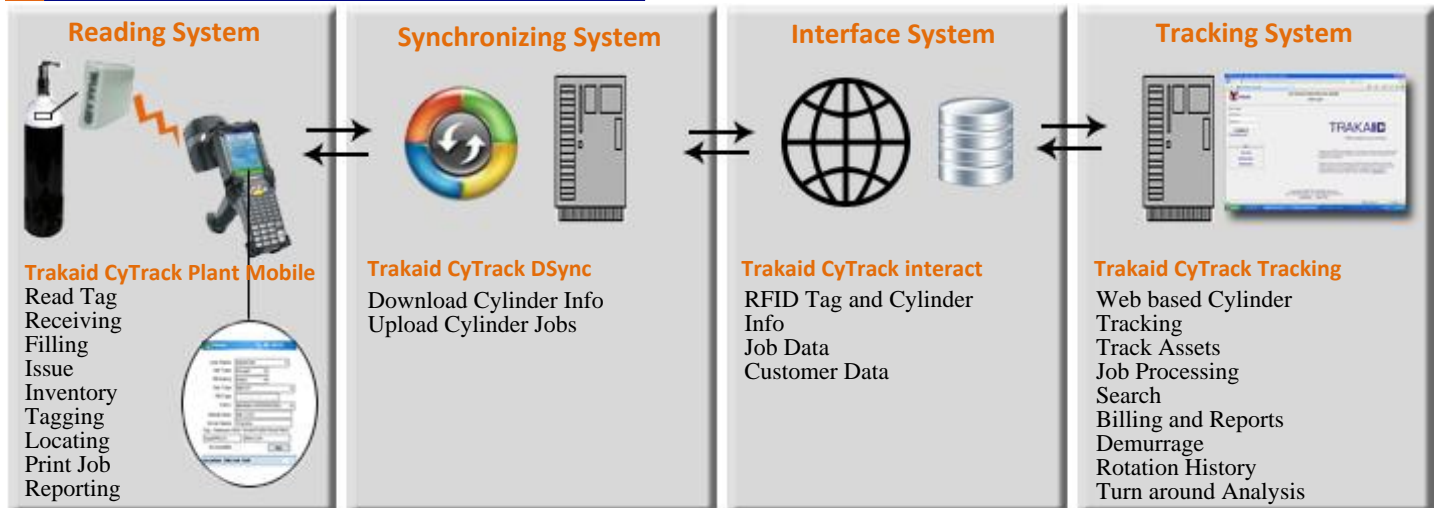 Reading System
Trakaid CyTrack Plant Mobile
Read Tag
Receiving
Filling
Issue
Inventory
Tagging
Locating
Print Job
Reporting
Synchronizing System
Trakaid CyTrack DSync
Download Cylinder Info
Upload Cylinder Jobs
Interface System
Trakaid CyTrack interact
RFID Tag and Cylinder
Info
Job Data
Customer Data
Tracking System
TRAKAID
Trakaid CyTrack Tracking
Web based Cylinder
Tracking
Track Assets
Job Processing
Search
Billing and Reports
Demurrage
Rotation History
Turn around Analysis